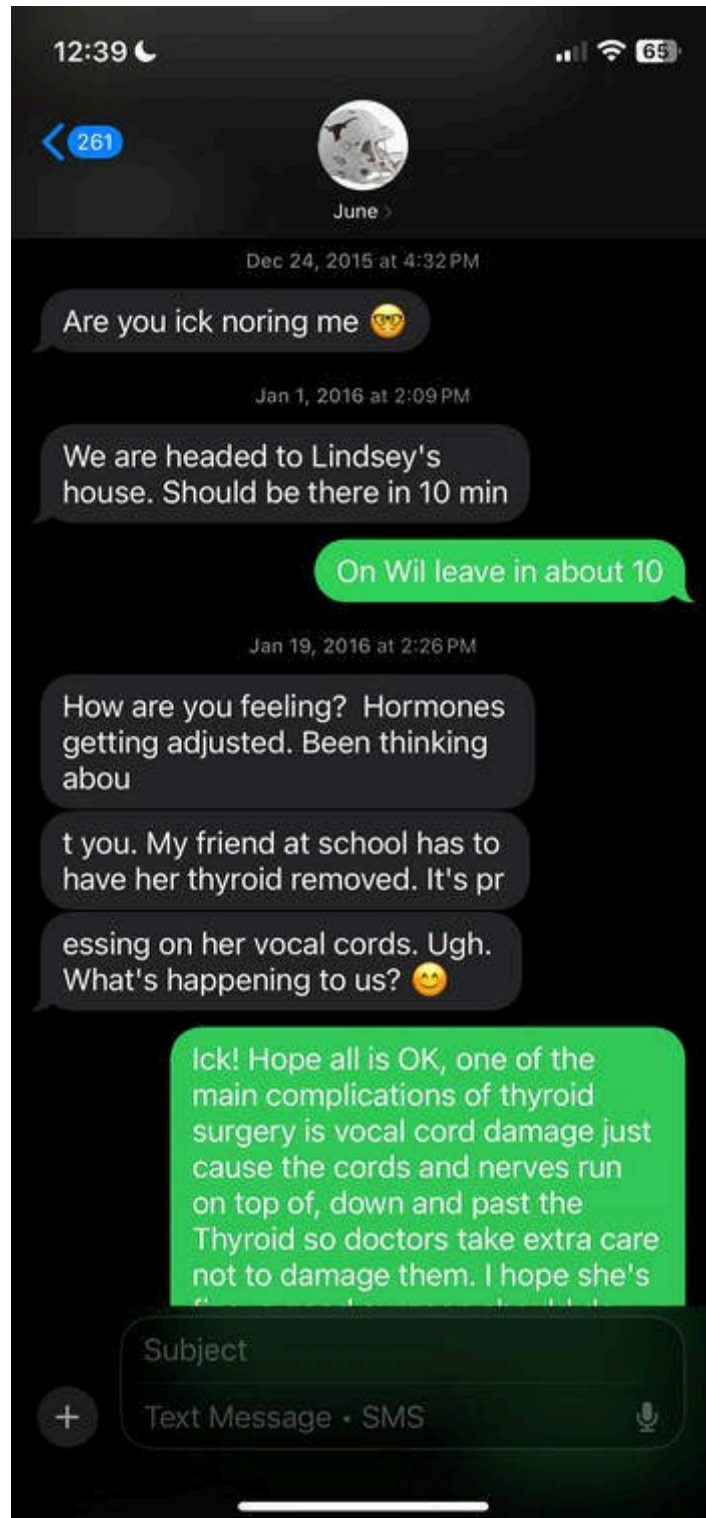 12:39
65
261
June
Dec 24, 2015 at 4:32 PM
Are you ick noring me 🤓
Jan 1, 2016 at 2:09 PM
We are headed to Lindsey's
house. Should be there in 10 min
On Wil leave in about 10
Jan 19, 2016 at 2:26 PM
How are you feeling?  Hormones
getting adjusted. Been thinking
abou
t you. My friend at school has to
have her thyroid removed. It's pr
essing on her vocal cords. Ugh.
What's happening to us? 😊
Ick! Hope all is OK, one of the
main complications of thyroid
surgery is vocal cord damage just
cause the cords and nerves run
on top of, down and past the
Thyroid so doctors take extra care
not to damage them. I hope she's
Subject
Text Message • SMS